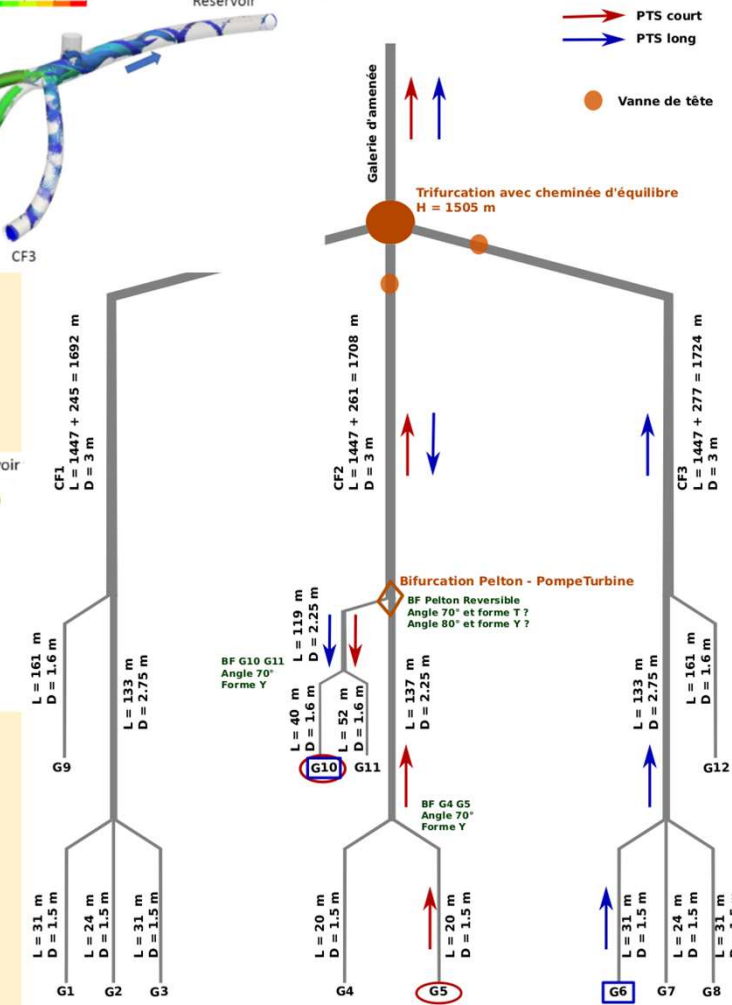 Reservoir
CF3
PTS court
PTS long
Vanne de tête
Galerie d'amenée
Trifurcation avec cheminée d'équilibre
H = 1505 m
CF1
L = 1447 + 245 = 1692 m
D = 3 m
CF2
L = 1447 + 261 = 1708 m
D = 3 m
CF3
L = 1447 + 277 = 1724 m
D = 3 m
voir
Bifurcation Pelton - PompeTurbine
BF Pelton Reversible
Angle 70° et forme T ?
Angle 80° et forme Y ?
L = 161 m
D = 1.6 m
L = 133 m
D = 2.75 m
L = 119 m
D = 2.25 m
BF G10 G11
Angle 70°
Forme Y
L = 40 m
D = 1.6 m
L = 52 m
D = 1.6 m
L = 137 m
D = 2.25 m
L = 133 m
D = 2.75 m
L = 161 m
D = 1.6 m
G9
G10
G11
G12
BF G4 G5
Angle 70°
Forme Y
L = 31 m
D = 1.5 m
L = 24 m
D = 1.5 m
L = 31 m
D = 1.5 m
L = 20 m
D = 1.5 m
L = 20 m
D = 1.5 m
L = 31 m
D = 1.5 m
L = 24 m
D = 1.5 m
L = 31 m
D = 1.5 m
G1
G2
G3
G4
G5
G6
G7
G8